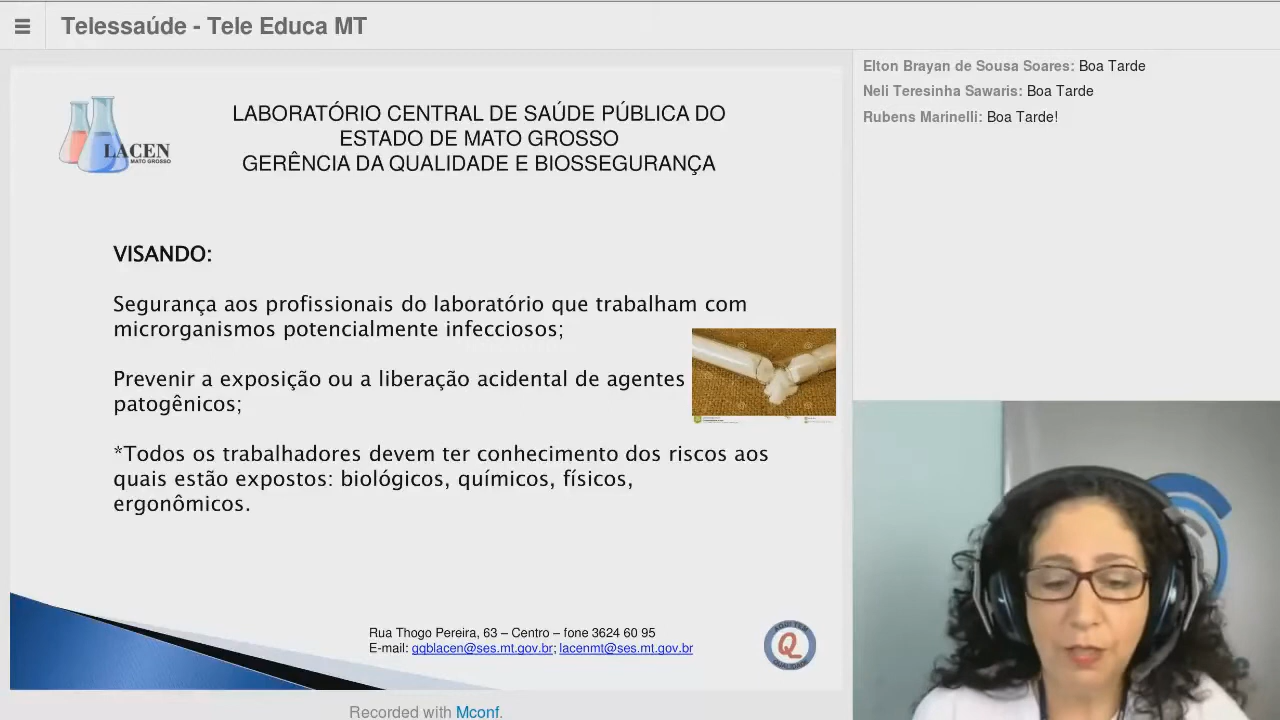 Telessaúde - Tele Educa MT
LACEN
MATO GROSSO
LABORATÓRIO CENTRAL DE SAÚDE PÚBLICA DO
ESTADO DE MATO GROSSO
GERÊNCIA DA QUALIDADE E BIOSSEGURANÇA
VISANDO:
Segurança aos profissionais do laboratório que trabalham com
microrganismos potencialmente infecciosos;
Prevenir a exposição ou a liberação acidental de agentes
patogênicos;
*Todos os trabalhadores devem ter conhecimento dos riscos aos
quais estão expostos: biológicos, químicos, físicos,
ergonômicos.
Rua Thogo Pereira, 63 – Centro – fone 3624 60 95
E-mail: gqblacen@ses.mt.gov.br; lacenmt@ses.mt.gov.br
AQUI TEM
Q
QUALIDADE
Recorded with Mconf.
Elton Brayan de Sousa Soares: Boa Tarde
Neli Teresinha Sawaris: Boa Tarde
Rubens Marinelli: Boa Tarde!